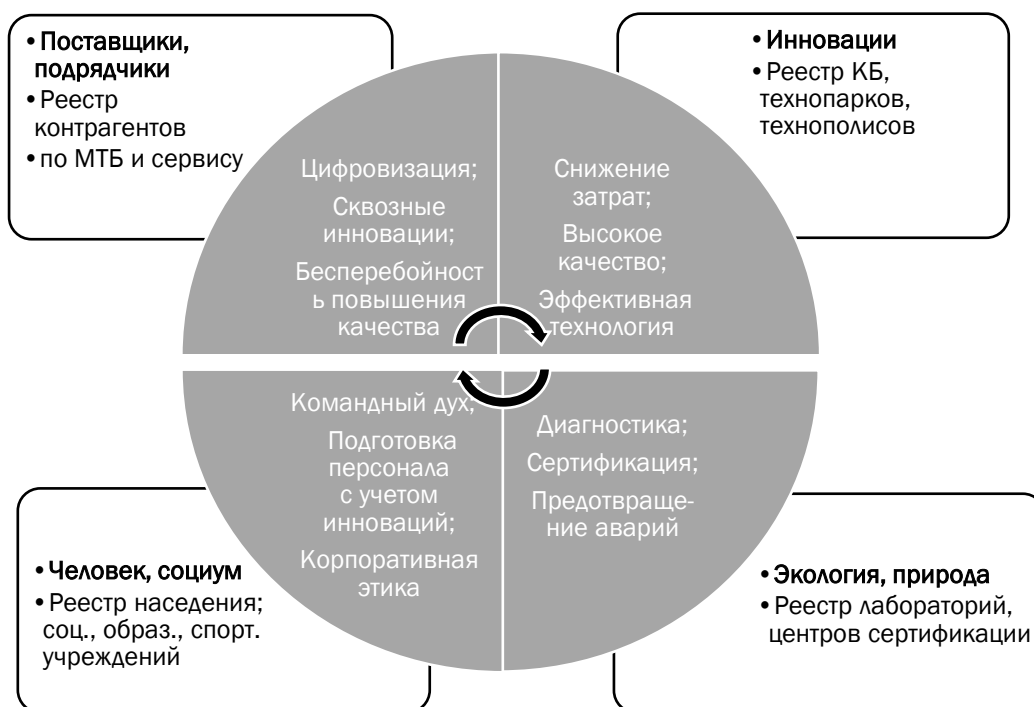 • Поставщики,
подрядчики
• Реестр
контрагентов
• по МТБ и сервису
• Инновации
• Реестр КБ,
технопарков,
технополисов
Цифровизация;
Сквозные
инновации;
Бесперебойност
ь повышения
качества
Снижение
затрат;
Высокое
качество;
Эффективная
технология
Командный дух;
Подготовка
персонала
с учетом
инноваций;
Корпоративная
этика
Диагностика;
Сертификация;
Предотвраще-
ние аварий
• Человек, социум
• Реестр наседения;
соц., образ., спорт.
учреждений
• Экология, природа
• Реестр лабораторий,
центров сертификации